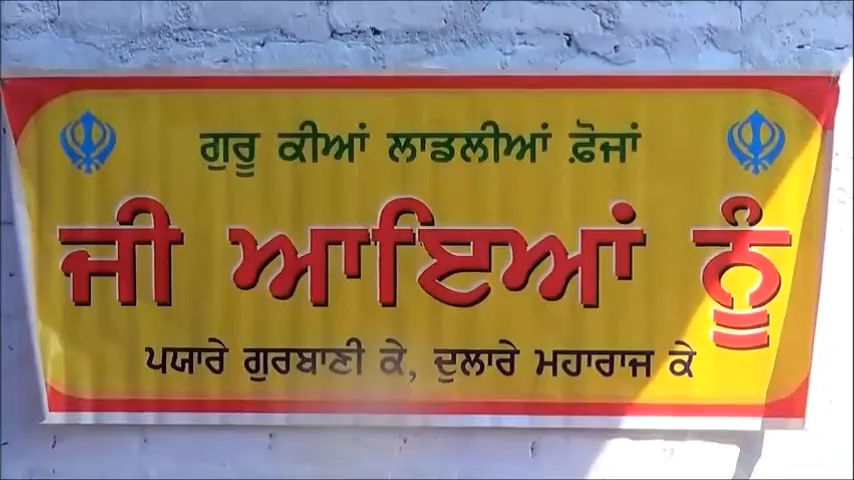 ਗੁਰੂ ਕੀਆਂ ਲਾਡਲੀਆਂ ਫ਼ੌਜਾਂ
ਜੀ ਆਇਆਂ ਨੂੰ
ਪਯਾਰੇ ਗੁਰਬਾਣੀ ਕੇ, ਦੁਲਾਰੇ ਮਹਾਰਾਜ ਕੇ